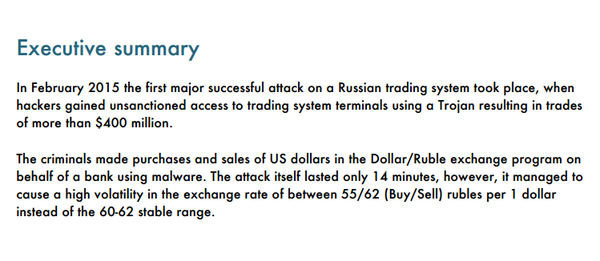 Executive summary
In February 2015 the first major successful attack on a Russian trading system took place, when
hackers gained unsanctioned access to trading system terminals using a Trojan resulting in trades
of more than $400 million.
The criminals made purchases and sales of US dollars in the Dollar/Ruble exchange program on
behalf of a bank using malware. The attack itself lasted only 14 minutes, however, it managed to
cause a high volatility in the exchange rate of between 55/62 (Buy/Sell) rubles per 1 dollar
instead of the 60-62 stable range.